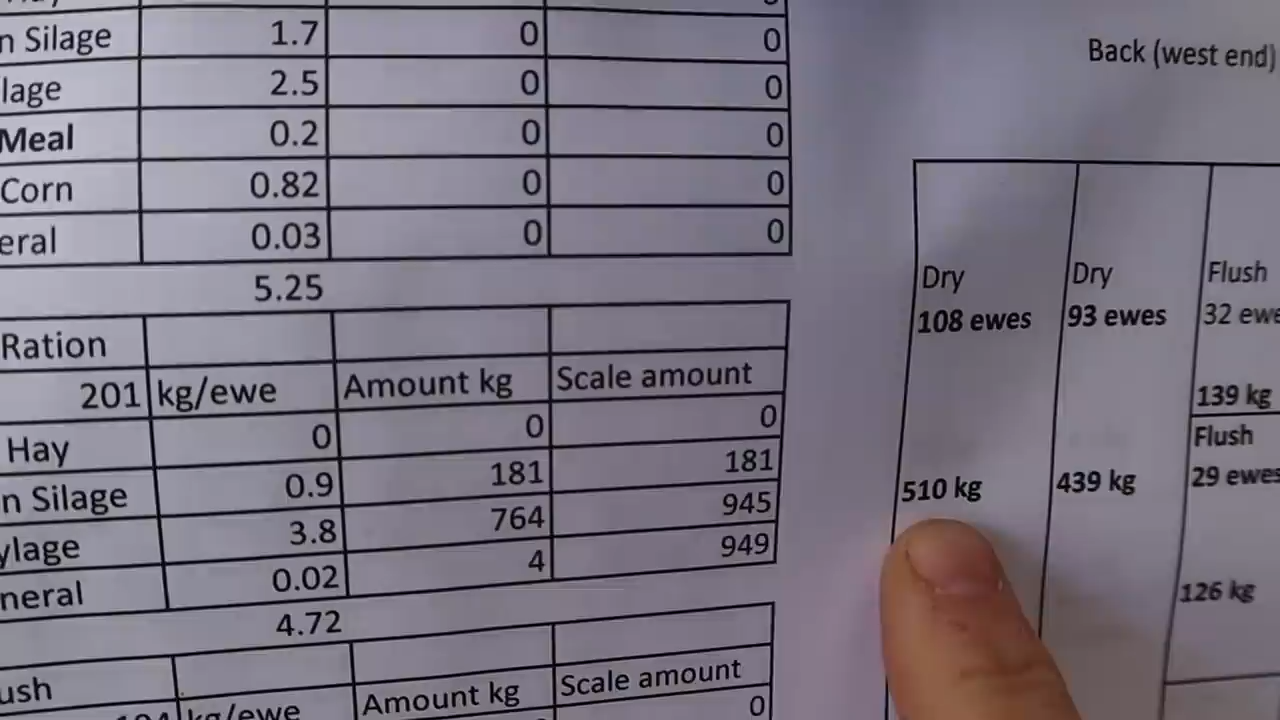 n Silage 1.7 0 0
lage 2.5 0 0
Meal 0.2 0 0
Corn 0.82 0 0
eral 0.03 0 0
5.25
Ration
201 kg/ewe Amount kg Scale amount
Hay 0 0 0
n Silage 0.9 181 181
ylage 3.8 764 945
neral 0.02 4 949
4.72
ush
kg/ewe Amount kg Scale amount
0
Back (west end)
Dry Dry Flush
108 ewes 93 ewes 32 ewe
139 kg
Flush
510 kg 439 kg 29 ewes
126 kg